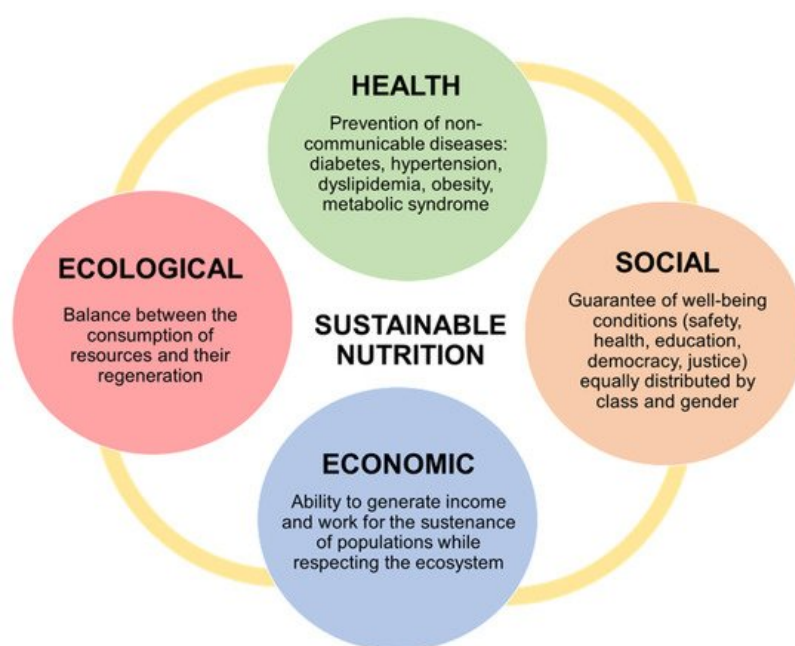 HEALTH
Prevention of non-
communicable diseases:
diabetes, hypertension,
dyslipidemia, obesity,
metabolic syndrome
ECOLOGICAL
Balance between the
consumption of
resources and their
regeneration
SUSTAINABLE
NUTRITION
SOCIAL
Guarantee of well-being
conditions (safety,
health, education,
democracy, justice)
equally distributed by
class and gender
ECONOMIC
Ability to generate income
and work for the sustenance
of populations while
respecting the ecosystem